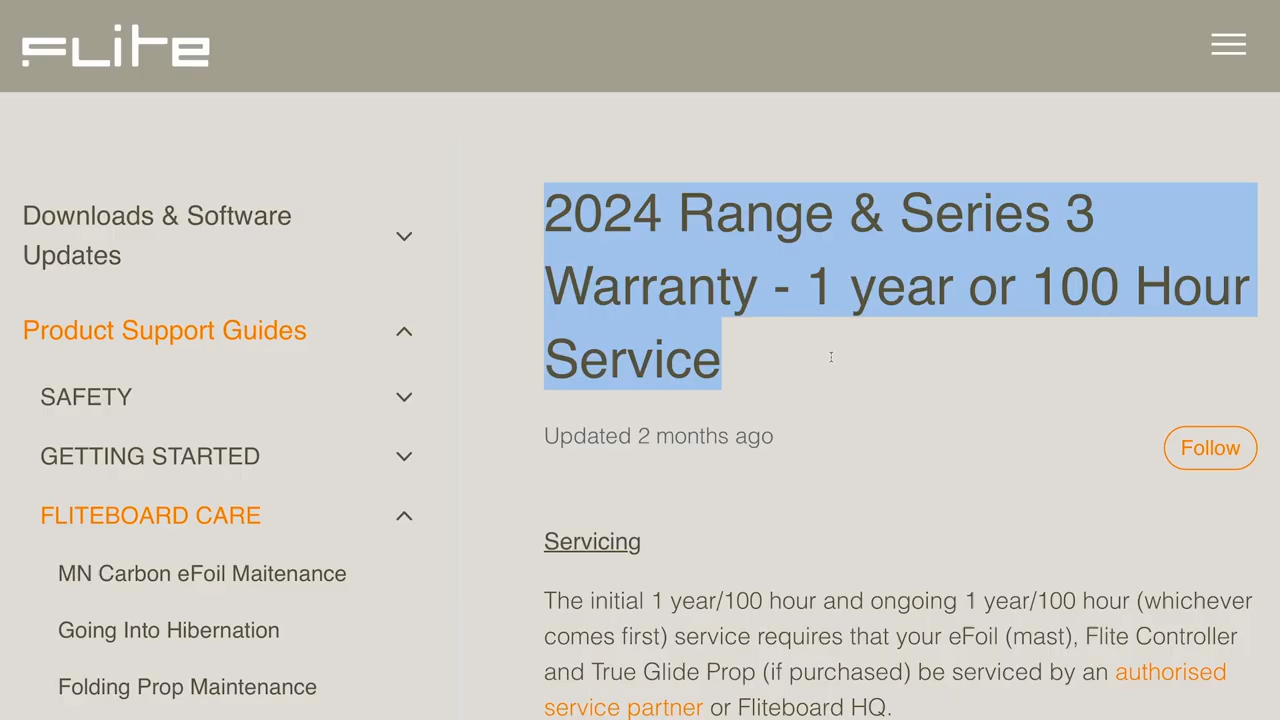 FLITE
Downloads & Software
Updates
Product Support Guides
SAFETY
GETTING STARTED
FLITEBOARD CARE
MN Carbon eFoil Maitenance
Going Into Hibernation
Folding Prop Maintenance
2024 Range & Series 3
Warranty - 1 year or 100 Hour
Service
Updated 2 months ago
Follow
Servicing
The initial 1 year/100 hour and ongoing 1 year/100 hour (whichever
comes first) service requires that your eFoil (mast), Flite Controller
and True Glide Prop (if purchased) be serviced by an authorised
service partner or Fliteboard HQ.